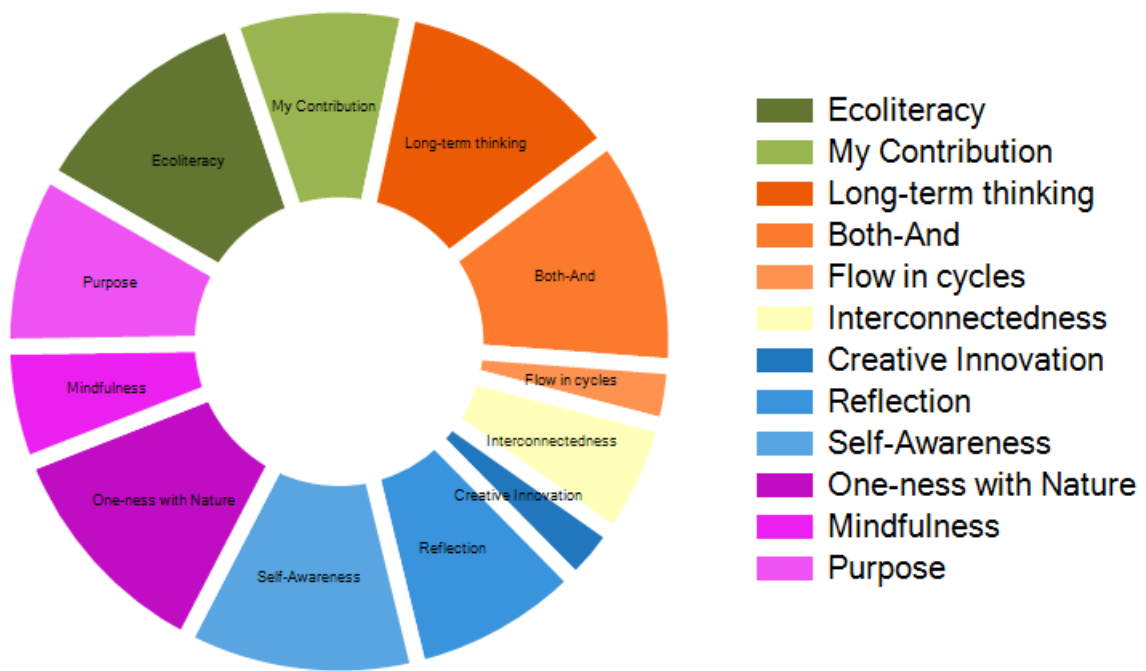 My Contribution
Long-term thinking
Ecoliteracy
Both-And
Purpose
Flow in cycles
Mindfulness
Interconnectedness
Creative Innovation
One-ness with Nature
Reflection
Self-Awareness
Ecoliteracy
My Contribution
Long-term thinking
Both-And
Flow in cycles
Interconnectedness
Creative Innovation
Reflection
Self-Awareness
One-ness with Nature
Mindfulness
Purpose